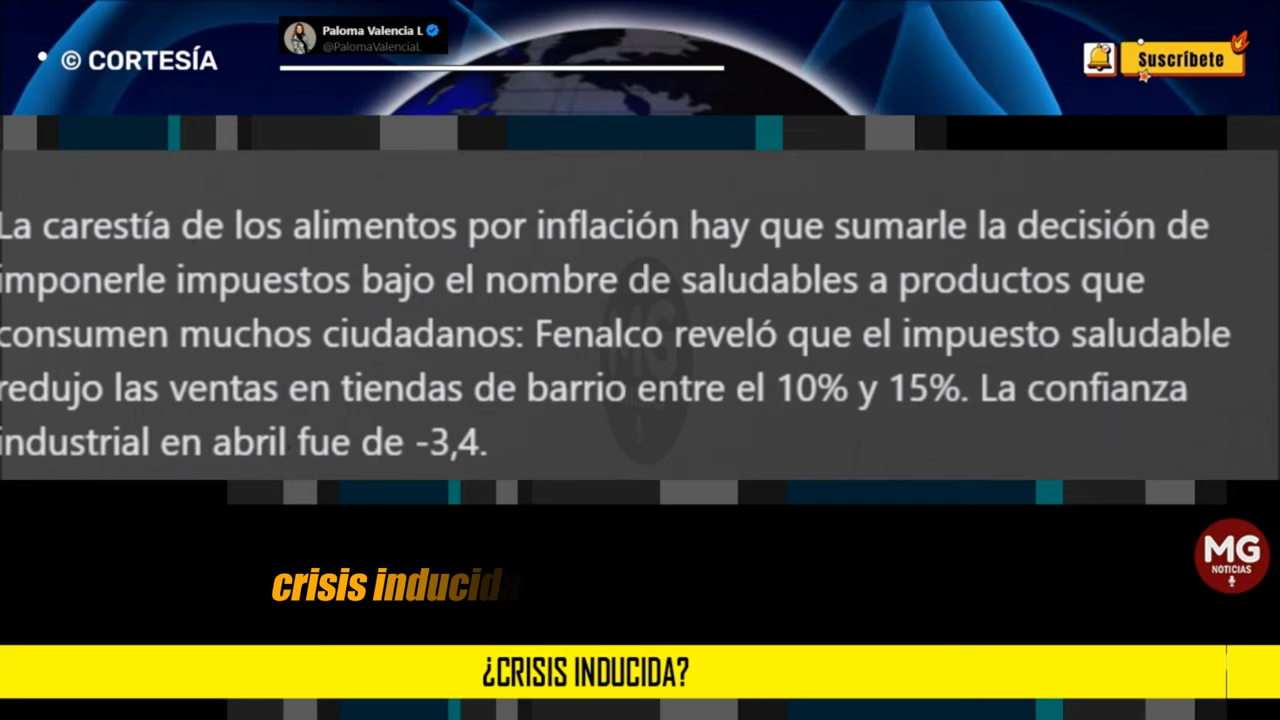 © CORTESÍA
Paloma Valencia L
@PalomaValenciaL
Suscríbete
La carestía de los alimentos por inflación hay que sumarle la decisión de
imponerle impuestos bajo el nombre de saludables a productos que
consumen muchos ciudadanos: Fenalco reveló que el impuesto saludable
redujo las ventas en tiendas de barrio entre el 10% y 15%. La confianza
industrial en abril fue de -3,4.
MG
NOTICIAS
crisis inducida
¿CRISIS INDUCIDA?